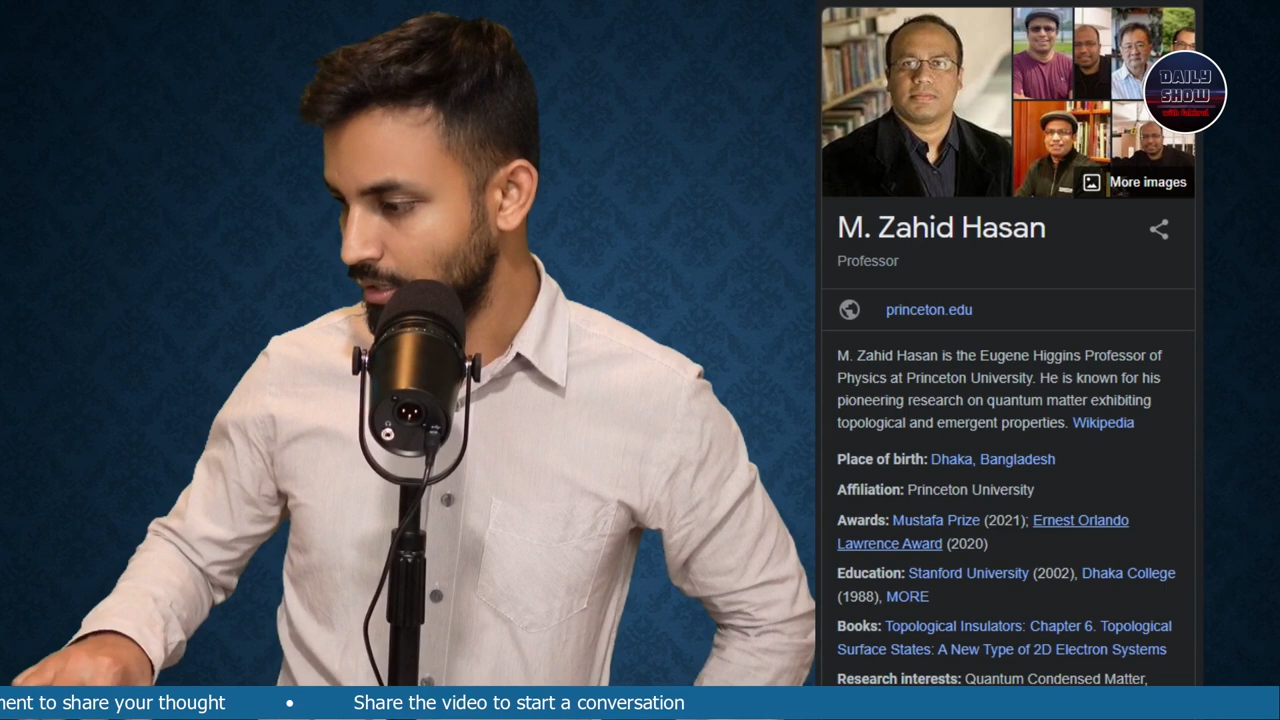 DAILY
SHOW
More images
M. Zahid Hasan
Professor
princeton.edu
M. Zahid Hasan is the Eugene Higgins Professor of
Physics at Princeton University. He is known for his
pioneering research on quantum matter exhibiting
topological and emergent properties. Wikipedia
Place of birth: Dhaka, Bangladesh
Affiliation: Princeton University
Awards: Mustafa Prize (2021); Ernest Orlando
Lawrence Award (2020)
Education: Stanford University (2002), Dhaka College
(1988), MORE
Books: Topological Insulators: Chapter 6. Topological
Surface States: A New Type of 2D Electron Systems
Research interests: Quantum Condensed Matter,
to share your thought • Share the video to start a conversation